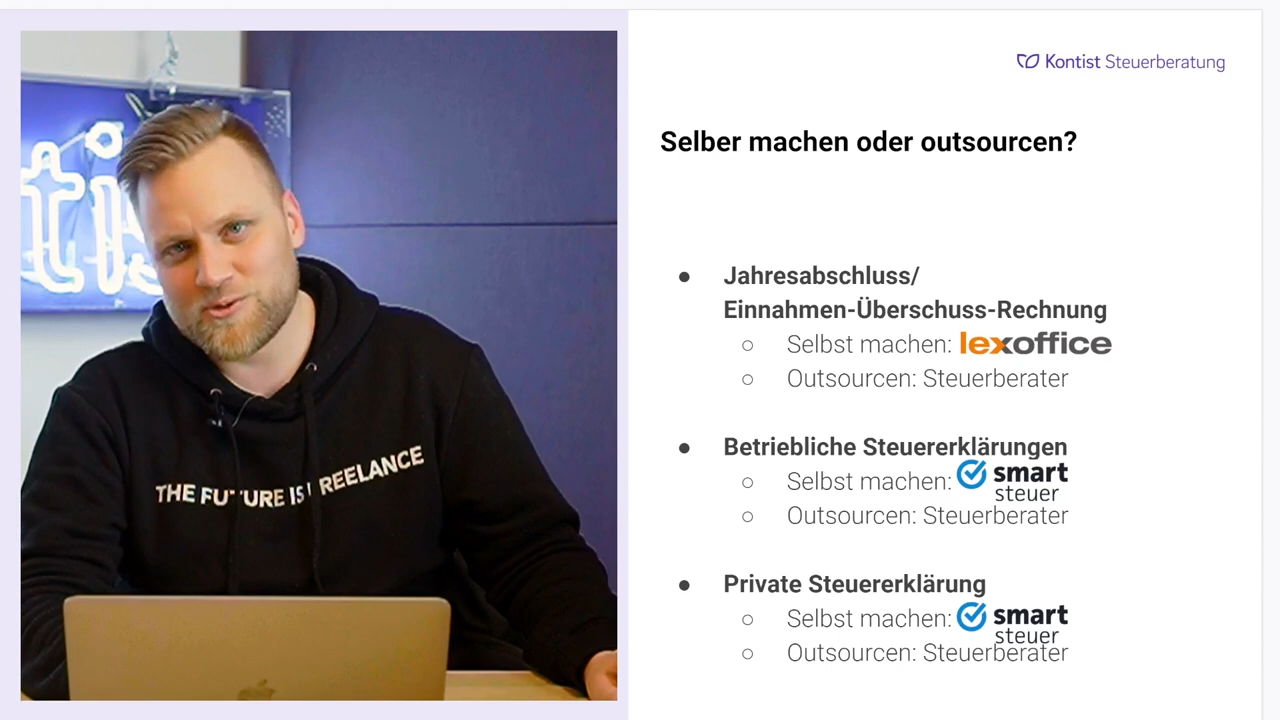 tis
THE FUTURE IS FREELANCE
Kontist Steuerberatung
Selber machen oder outsourcen?
● Jahresabschluss/
Einnahmen-Überschuss-Rechnung
○ Selbst machen: lexoffice
○ Outsourcen: Steuerberater
● Betriebliche Steuererklärungen
○ Selbst machen: smart
steuer
○ Outsourcen: Steuerberater
● Private Steuererklärung
○ Selbst machen: smart
steuer
○ Outsourcen: Steuerberater